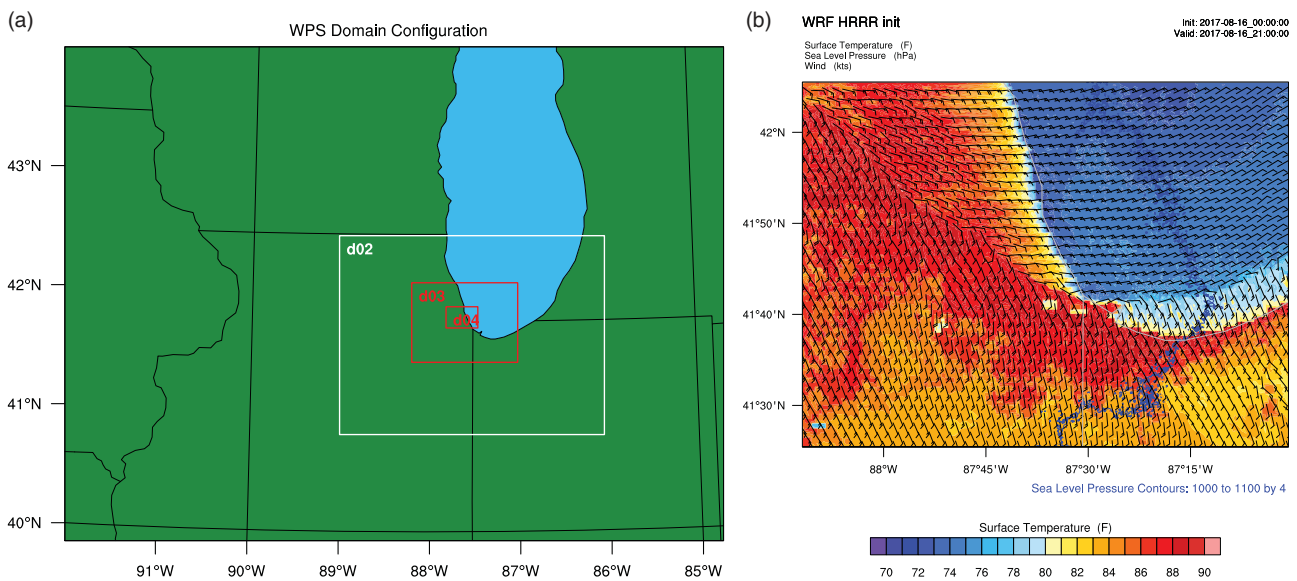 (a)
WPS Domain Configuration
43°N
42°N
41°N
40°N
d02
d03
d04
91°W 90°W 89°W 88°W 87°W 86°W 85°W
(b)
WRF HRRR init
Init: 2017-08-16_00:00:00
Valid: 2017-08-16_21:00:00
Surface Temperature (F)
Sea Level Pressure (hPa)
Wind (kts)
42°N
41°50'N
41°40'N
41°30'N
88°W 87°45'W 87°30'W 87°15'W
Sea Level Pressure Contours: 1000 to 1100 by 4
Surface Temperature (F)
70 72 74 76 78 80 82 84 86 88 90